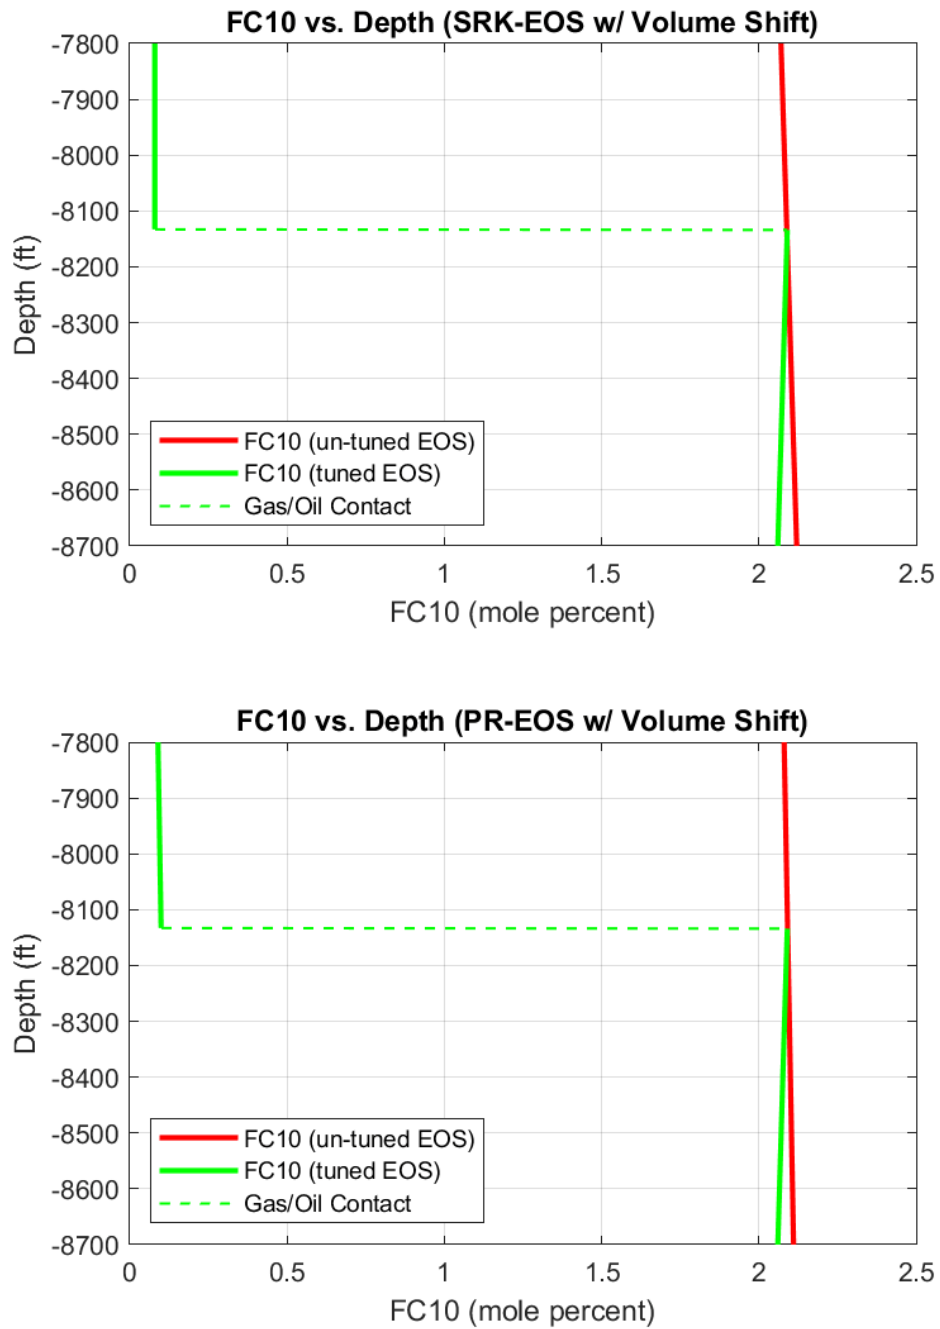 FC10 vs. Depth (SRK-EOS w/ Volume Shift)
-7800
-7900
-8000
-8100
-8200
-8300
-8400
-8500
-8600
-8700
Depth (ft)
FC10 (un-tuned EOS)
FC10 (tuned EOS)
Gas/Oil Contact
0 0.5 1 1.5 2 2.5
FC10 (mole percent)
FC10 vs. Depth (PR-EOS w/ Volume Shift)
-7800
-7900
-8000
-8100
-8200
-8300
-8400
-8500
-8600
-8700
Depth (ft)
FC10 (un-tuned EOS)
FC10 (tuned EOS)
Gas/Oil Contact
0 0.5 1 1.5 2 2.5
FC10 (mole percent)